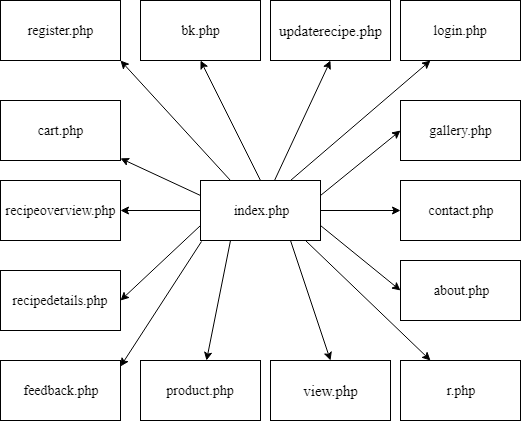 register.php
bk.php
updaterecipe.php
login.php
cart.php
gallery.php
recipeoverview.php
index.php
contact.php
recipedetails.php
about.php
feedback.php
product.php
view.php
r.php